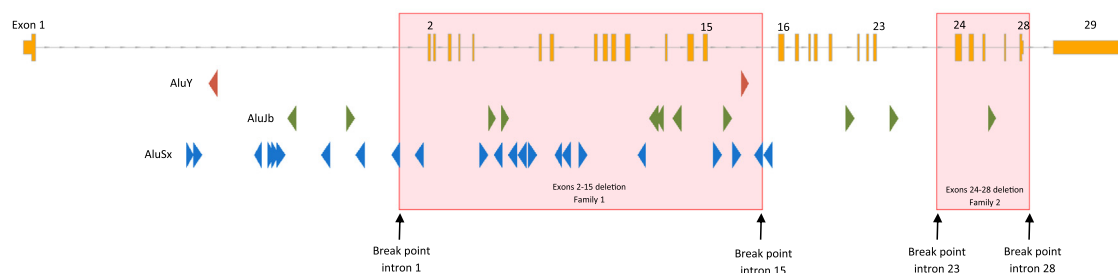 Exon 1
2
15
16
23
24
28
29
AluY
AluJb
AluSx
Exons 2-15 deletion
Family 1
Exons 24-28 deletion
Family 2
Break point
intron 1
Break point
intron 15
Break point
intron 23
Break point
intron 28